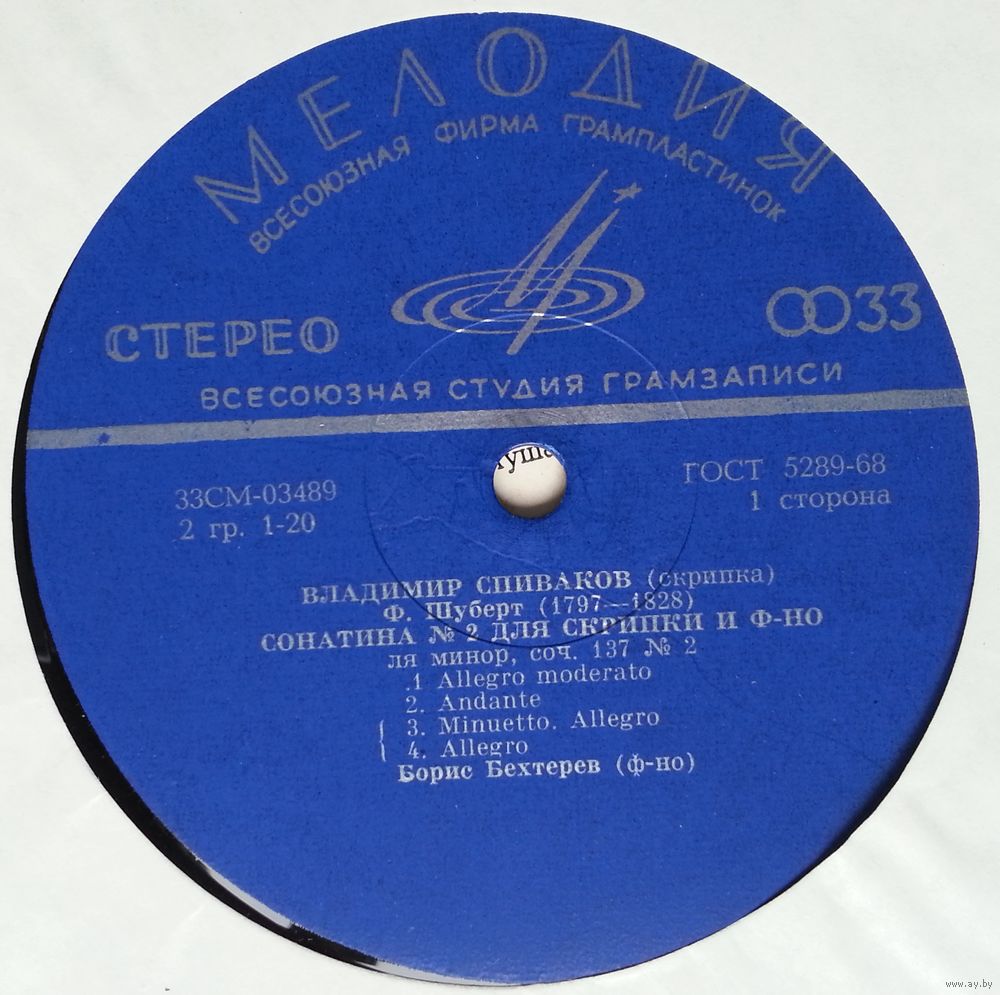 МЕЛОДИЯ
ВСЕСОЮЗНАЯ ФИРМА ГРАМПЛАСТИНОК
СТЕРЕО
33
ВСЕСОЮЗНАЯ СТУДИЯ ГРАМЗАПИСИ
33СМ-03489
2 гр. 1-20
ГОСТ 5289-68
1 сторона
ВЛАДИМИР СПИВАКОВ (скрипка)
Ф. Шуберт (1797—1828)
СОНАТИНА № 2 ДЛЯ СКРИПКИ И Ф-НО
ля минор, соч. 137 № 2
.1 Allegro moderato
2. Andante
3. Minuetto. Allegro
4. Allegro
Борис Бехтерев (ф-но)
www.ay.by